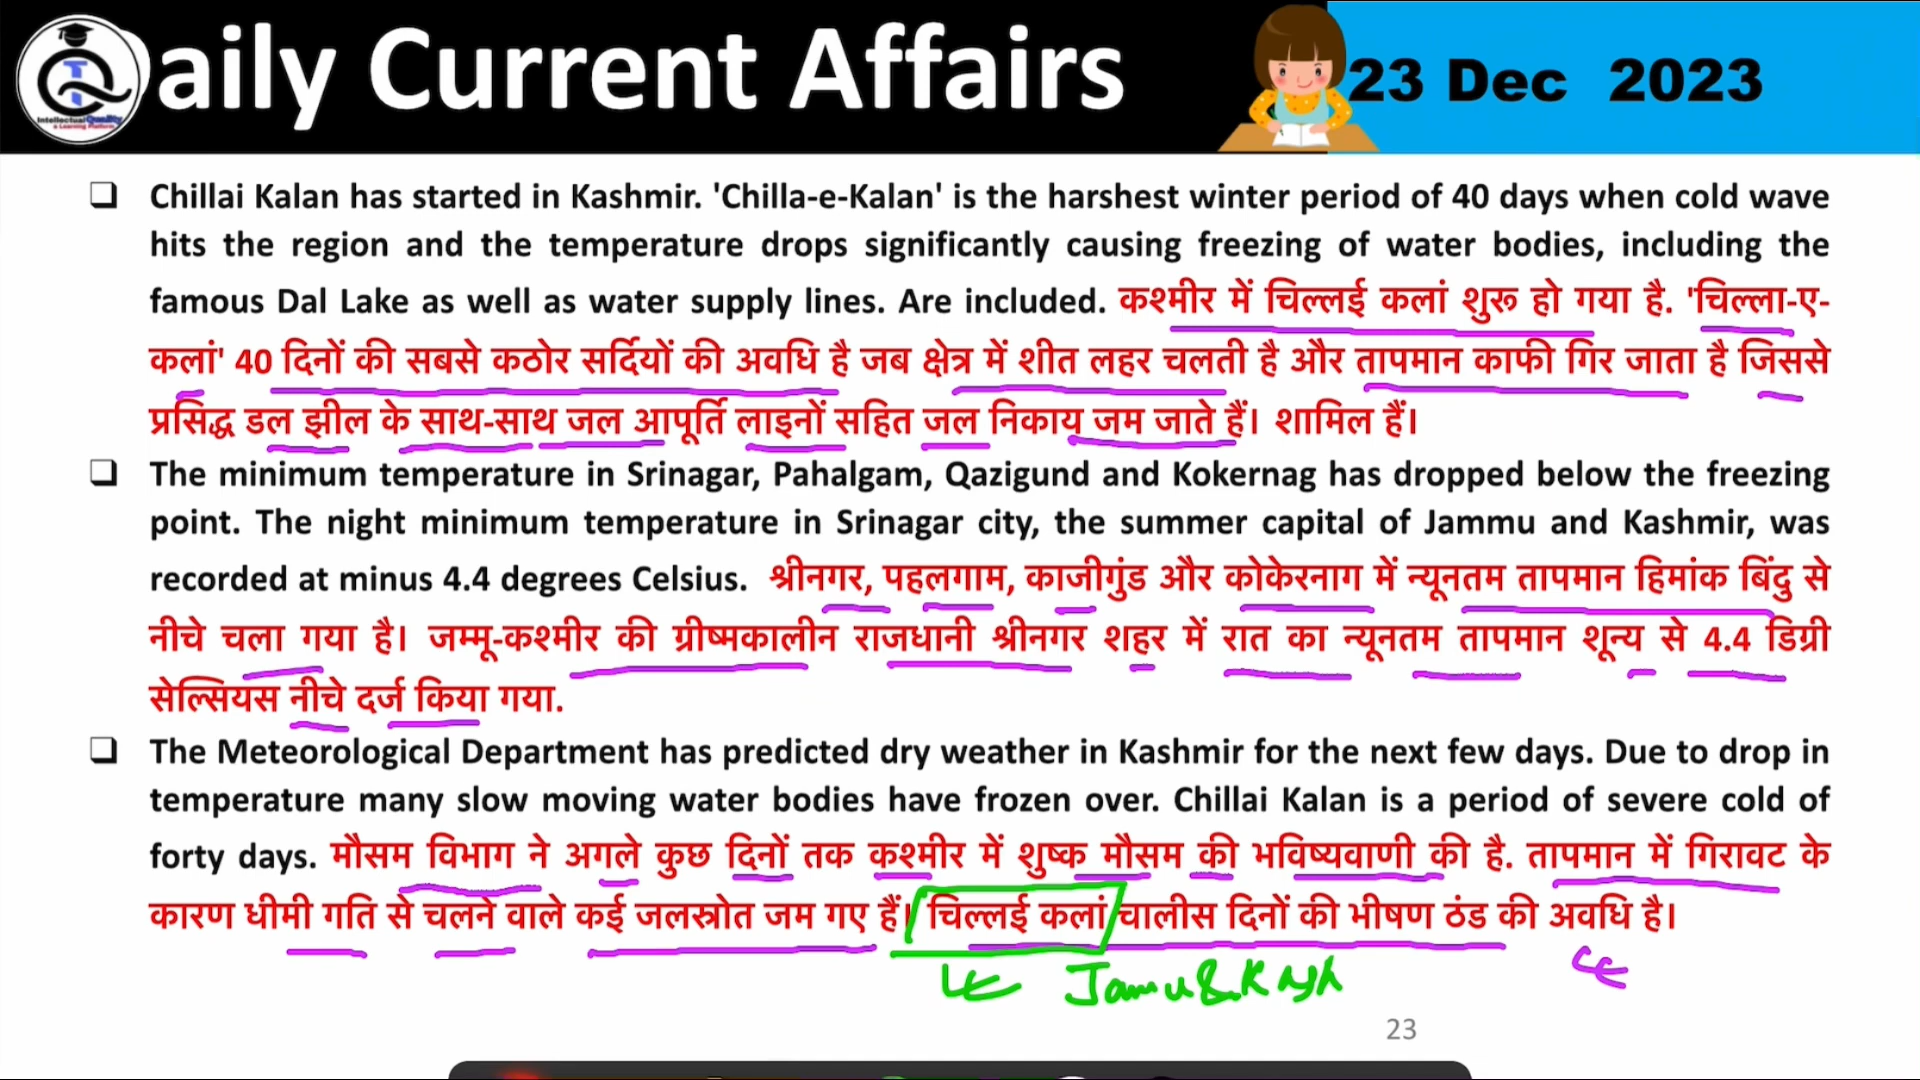 Daily Current Affairs
23 Dec 2023
Intellectual Quality
& Learning Platform
❑ Chillai Kalan has started in Kashmir. 'Chilla-e-Kalan' is the harshest winter period of 40 days when cold wave
hits the region and the temperature drops significantly causing freezing of water bodies, including the
famous Dal Lake as well as water supply lines. Are included. कश्मीर में चिल्लई कलां शुरू हो गया है. 'चिल्ला-ए-
कलां' 40 दिनों की सबसे कठोर सर्दियों की अवधि है जब क्षेत्र में शीत लहर चलती है और तापमान काफी गिर जाता है जिससे
प्रसिद्ध डल झील के साथ-साथ जल आपूर्ति लाइनों सहित जल निकाय जम जाते हैं। शामिल हैं।
❑ The minimum temperature in Srinagar, Pahalgam, Qazigund and Kokernag has dropped below the freezing
point. The night minimum temperature in Srinagar city, the summer capital of Jammu and Kashmir, was
recorded at minus 4.4 degrees Celsius. श्रीनगर, पहलगाम, काजीगुंड और कोकेरनाग में न्यूनतम तापमान हिमांक बिंदु से
नीचे चला गया है। जम्मू-कश्मीर की ग्रीष्मकालीन राजधानी श्रीनगर शहर में रात का न्यूनतम तापमान शून्य से 4.4 डिग्री
सेल्सियस नीचे दर्ज किया गया.
❑ The Meteorological Department has predicted dry weather in Kashmir for the next few days. Due to drop in
temperature many slow moving water bodies have frozen over. Chillai Kalan is a period of severe cold of
forty days. मौसम विभाग ने अगले कुछ दिनों तक कश्मीर में शुष्क मौसम की भविष्यवाणी की है. तापमान में गिरावट के
कारण धीमी गति से चलने वाले कई जलस्रोत जम गए हैं। चिल्लई कलां चालीस दिनों की भीषण ठंड की अवधि है।
23